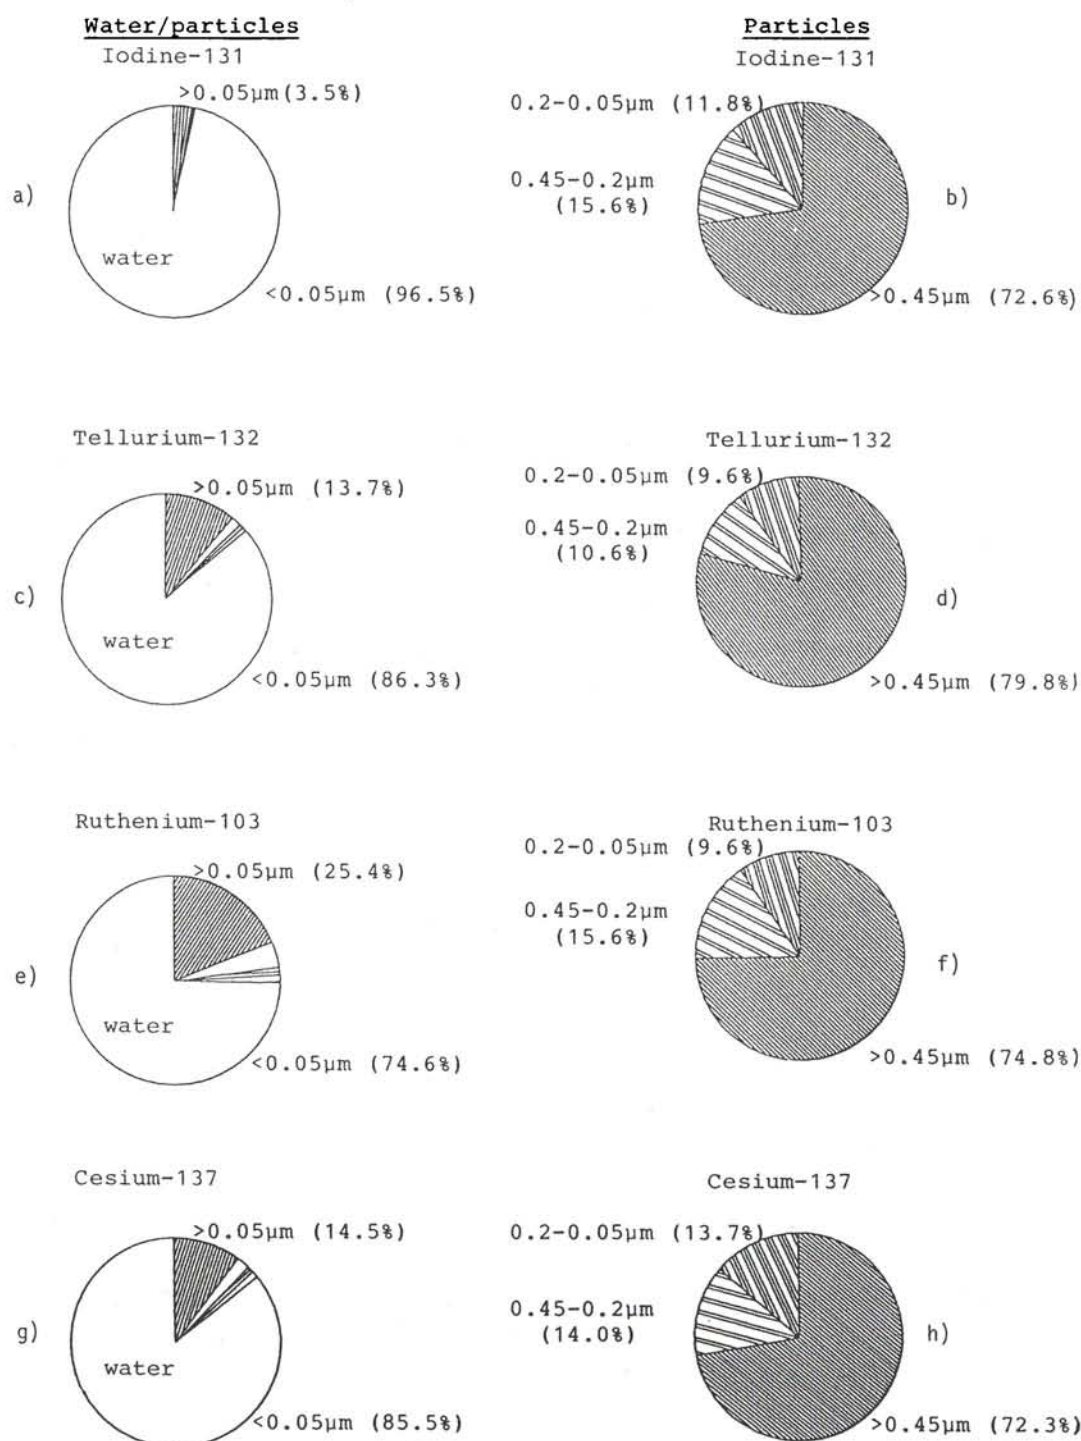 Water/particles
Particles
Iodine-131
Iodine-131
>0.05µm(3.5%)
0.2-0.05µm (11.8%)
0.45-0.2µm
(15.6%)
a)
b)
water
<0.05µm (96.5%)
>0.45µm (72.6%)
Tellurium-132
Tellurium-132
>0.05µm (13.7%)
0.2-0.05µm (9.6%)
0.45-0.2µm
(10.6%)
c)
d)
water
<0.05µm (86.3%)
>0.45µm (79.8%)
Ruthenium-103
Ruthenium-103
>0.05µm (25.4%)
0.2-0.05µm (9.6%)
0.45-0.2µm
(15.6%)
e)
f)
water
<0.05µm (74.6%)
>0.45µm (74.8%)
Cesium-137
Cesium-137
>0.05µm (14.5%)
0.2-0.05µm (13.7%)
0.45-0.2µm
(14.0%)
g)
h)
water
<0.05µm (85.5%)
>0.45µm (72.3%)